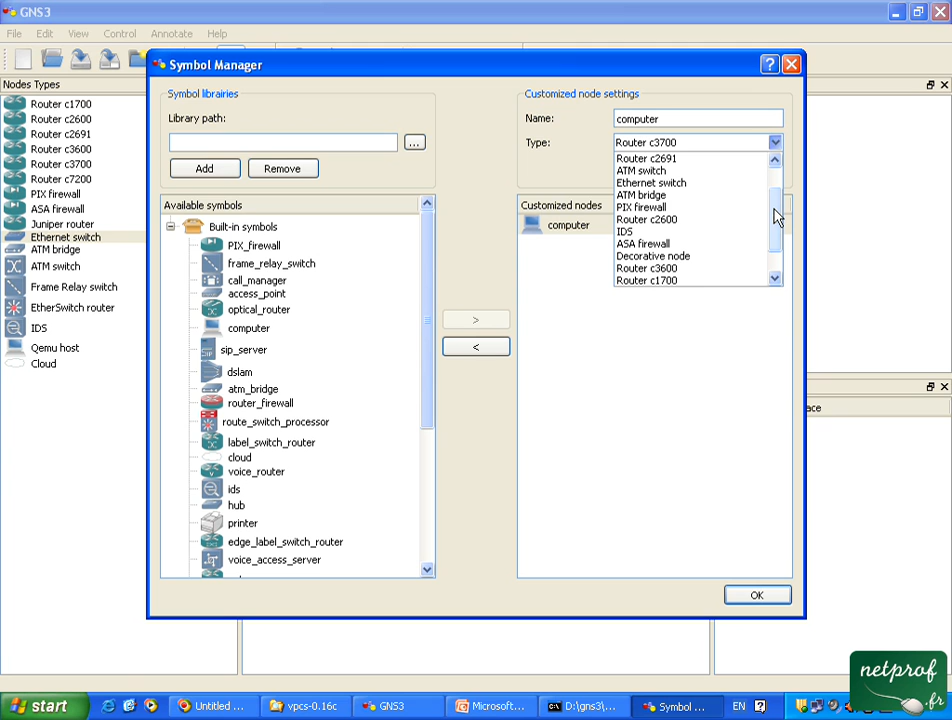 GNS3
File Edit View Control Annotate Help
Nodes Types
Router c1700
Router c2600
Router c2691
Router c3600
Router c3700
Router c7200
PIX firewall
ASA firewall
Juniper router
Ethernet switch
ATM bridge
ATM switch
Frame Relay switch
EtherSwitch router
IDS
Qemu host
Cloud
Symbol Manager
Symbol librairies
Library path:
...
Add Remove
Available symbols
Built-in symbols
PIX_firewall
frame_relay_switch
call_manager
access_point
optical_router
computer
sip_server
dslam
atm_bridge
router_firewall
route_switch_processor
label_switch_router
cloud
voice_router
ids
hub
printer
edge_label_switch_router
voice_access_server
>
<
Customized node settings
Name: computer
Type: Router c3700
Router c2691
ATM switch
Ethernet switch
ATM bridge
PIX firewall
Router c2600
IDS
ASA firewall
Decorative node
Router c3600
Router c1700
Customized nodes
computer
OK
ace
start
Untitled ...
vpcs-0.16c
GNS3
Microsoft...
D:\gns3\...
Symbol ...
EN
netprof
.fr